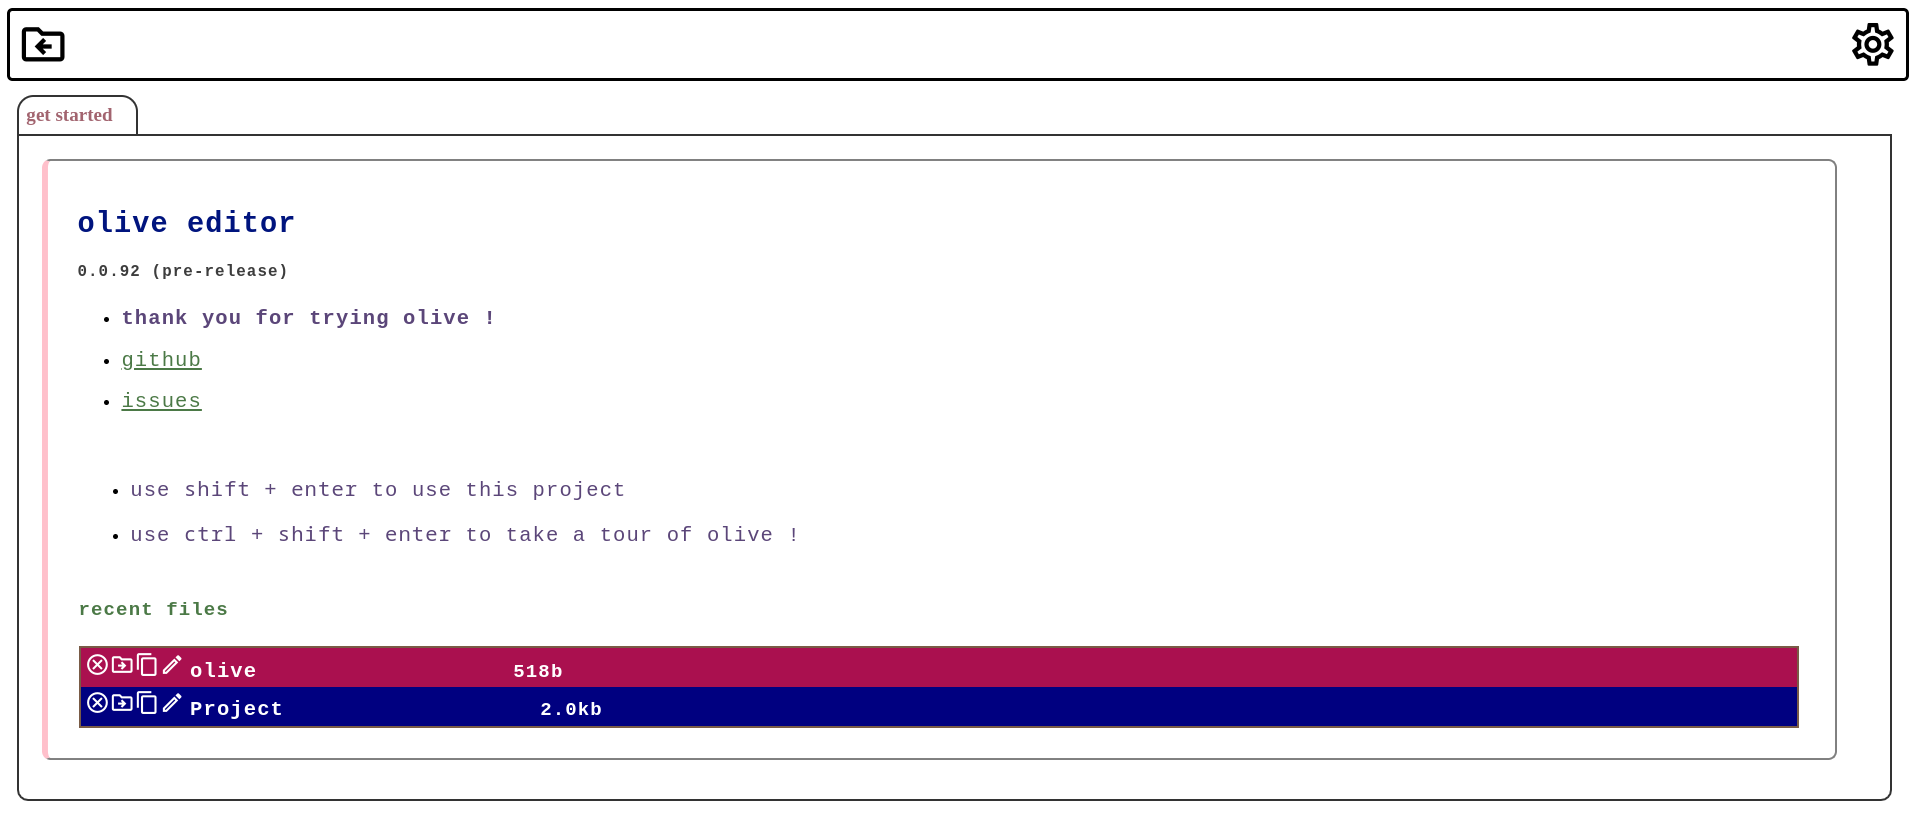 get started
olive editor
0.0.92 (pre-release)
thank you for trying olive !
github
issues
use shift + enter to use this project
use ctrl + shift + enter to take a tour of olive !
recent files
olive 518b
Project 2.0kb